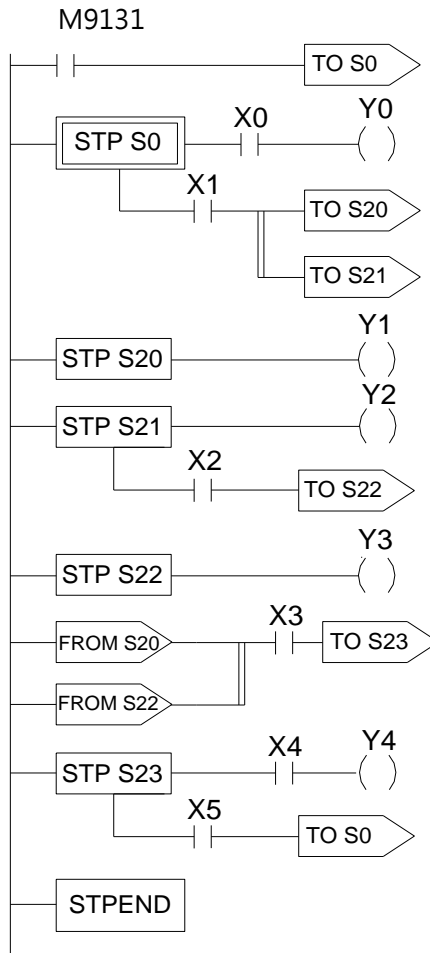 M9131
TO S0
STP S0
X0
Y0
X1
TO S20
TO S21
STP S20
Y1
STP S21
Y2
X2
TO S22
STP S22
Y3
FROM S20
X3
TO S23
FROM S22
STP S23
X4
Y4
X5
TO S0
STPEND